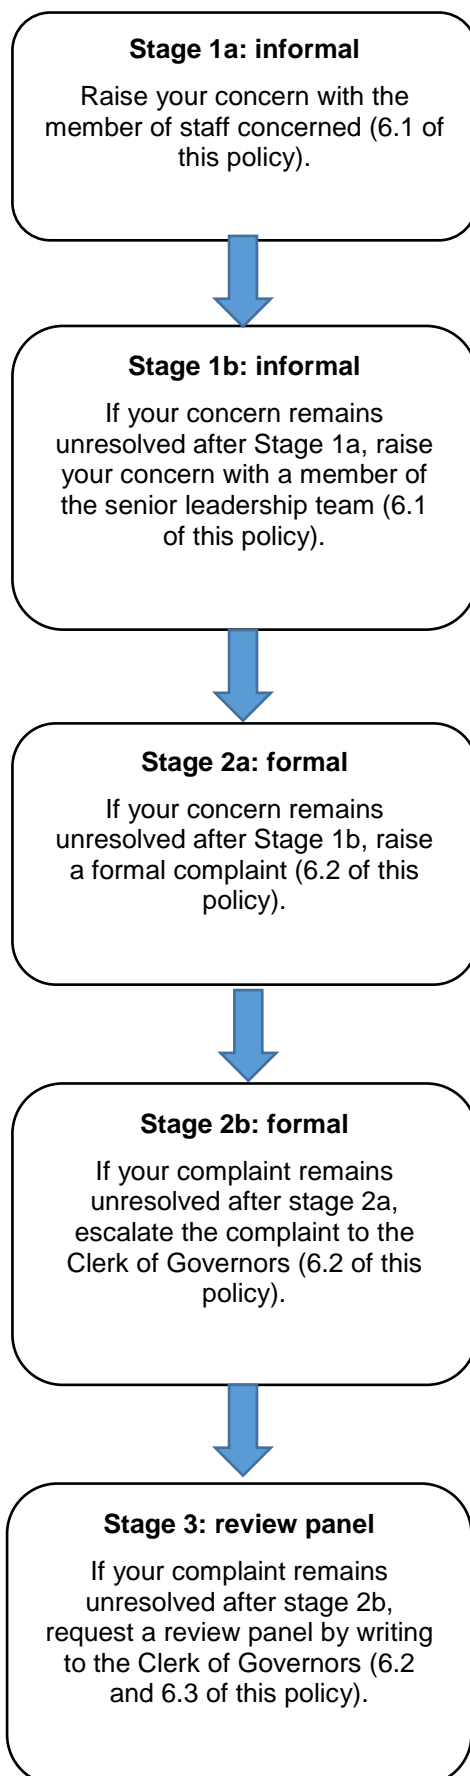 Stage 1a: informal
Raise your concern with the
member of staff concerned (6.1 of
this policy).
Stage 1b: informal
If your concern remains
unresolved after Stage 1a, raise
your concern with a member of
the senior leadership team (6.1
of this policy).
Stage 2a: formal
If your concern remains
unresolved after Stage 1b, raise
a formal complaint (6.2 of this
policy).
Stage 2b: formal
If your complaint remains
unresolved after stage 2a,
escalate the complaint to the
Clerk of Governors (6.2 of this
policy).
Stage 3: review panel
If your complaint remains
unresolved after stage 2b,
request a review panel by writing
to the Clerk of Governors (6.2
and 6.3 of this policy).